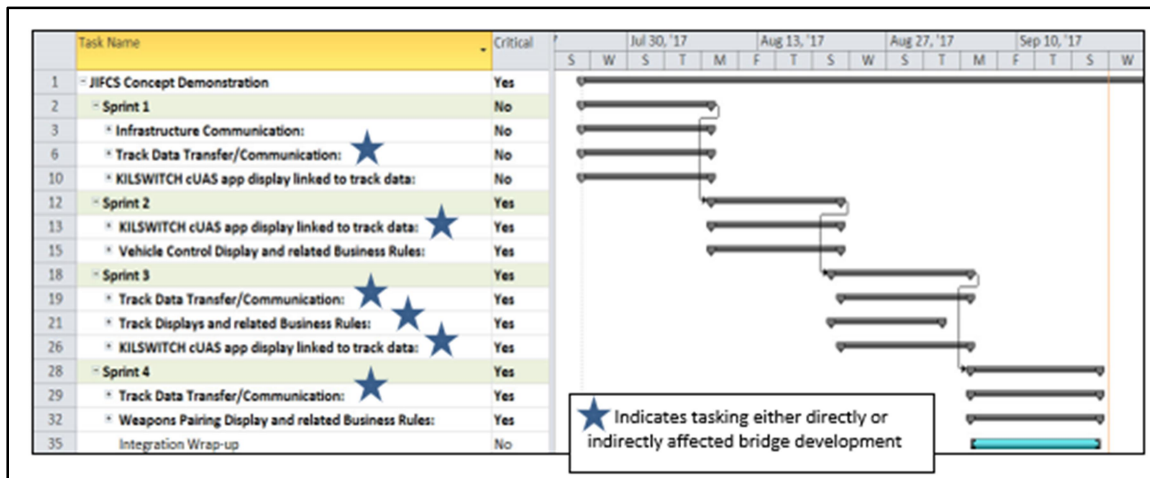 Task Name Critical 7 Jul 30, '17 Aug 13, '17 Aug 27, '17 Sep 10, '17
S W S T M F T S W S T M F T S W
1 JIFCS Concept Demonstration Yes
2 Sprint 1 No
3 Infrastructure Communication: No
6 Track Data Transfer/Communication: No
10 KILSWITCH cUAS app display linked to track data: No
12 Sprint 2 Yes
13 KILSWITCH cUAS app display linked to track data: Yes
15 Vehicle Control Display and related Business Rules: Yes
18 Sprint 3 Yes
19 Track Data Transfer/Communication: Yes
21 Track Displays and related Business Rules: Yes
26 KILSWITCH cUAS app display linked to track data: Yes
28 Sprint 4 Yes
29 Track Data Transfer/Communication: Yes
32 Weapons Pairing Display and related Business Rules: Yes
35 Integration Wrap-up No
Indicates tasking either directly or
indirectly affected bridge development